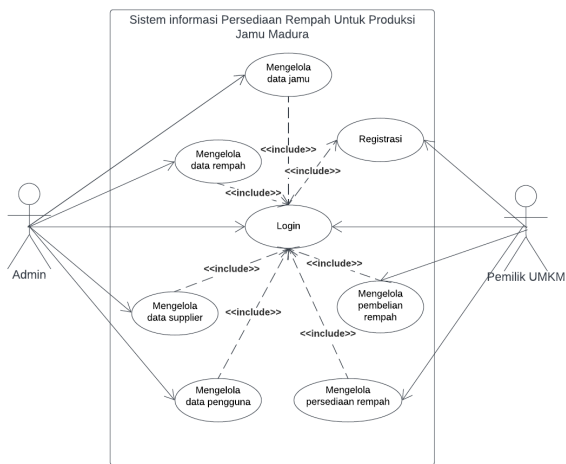 Sistem informasi Persediaan Rempah Untuk Produksi
Jamu Madura
Mengelola
data jamu
Registrasi
<<include>>
Mengelola
data rempah
<<include>>
<<include>>
Login
Admin
Pemilik UMKM
<<include>>
<<include>>
Mengelola
data supplier
Mengelola
pembelian
rempah
<<include>>
<<include>>
Mengelola
data pengguna
Mengelola
persediaan rempah